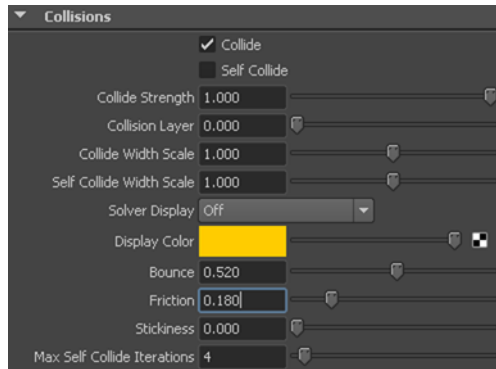 Collisions
Collide
Self Collide
Collide Strength 1.000
Collision Layer 0.000
Collide Width Scale 1.000
Self Collide Width Scale 1.000
Solver Display Off
Display Color
Bounce 0.520
Friction 0.180
Stickiness 0.000
Max Self Collide Iterations 4